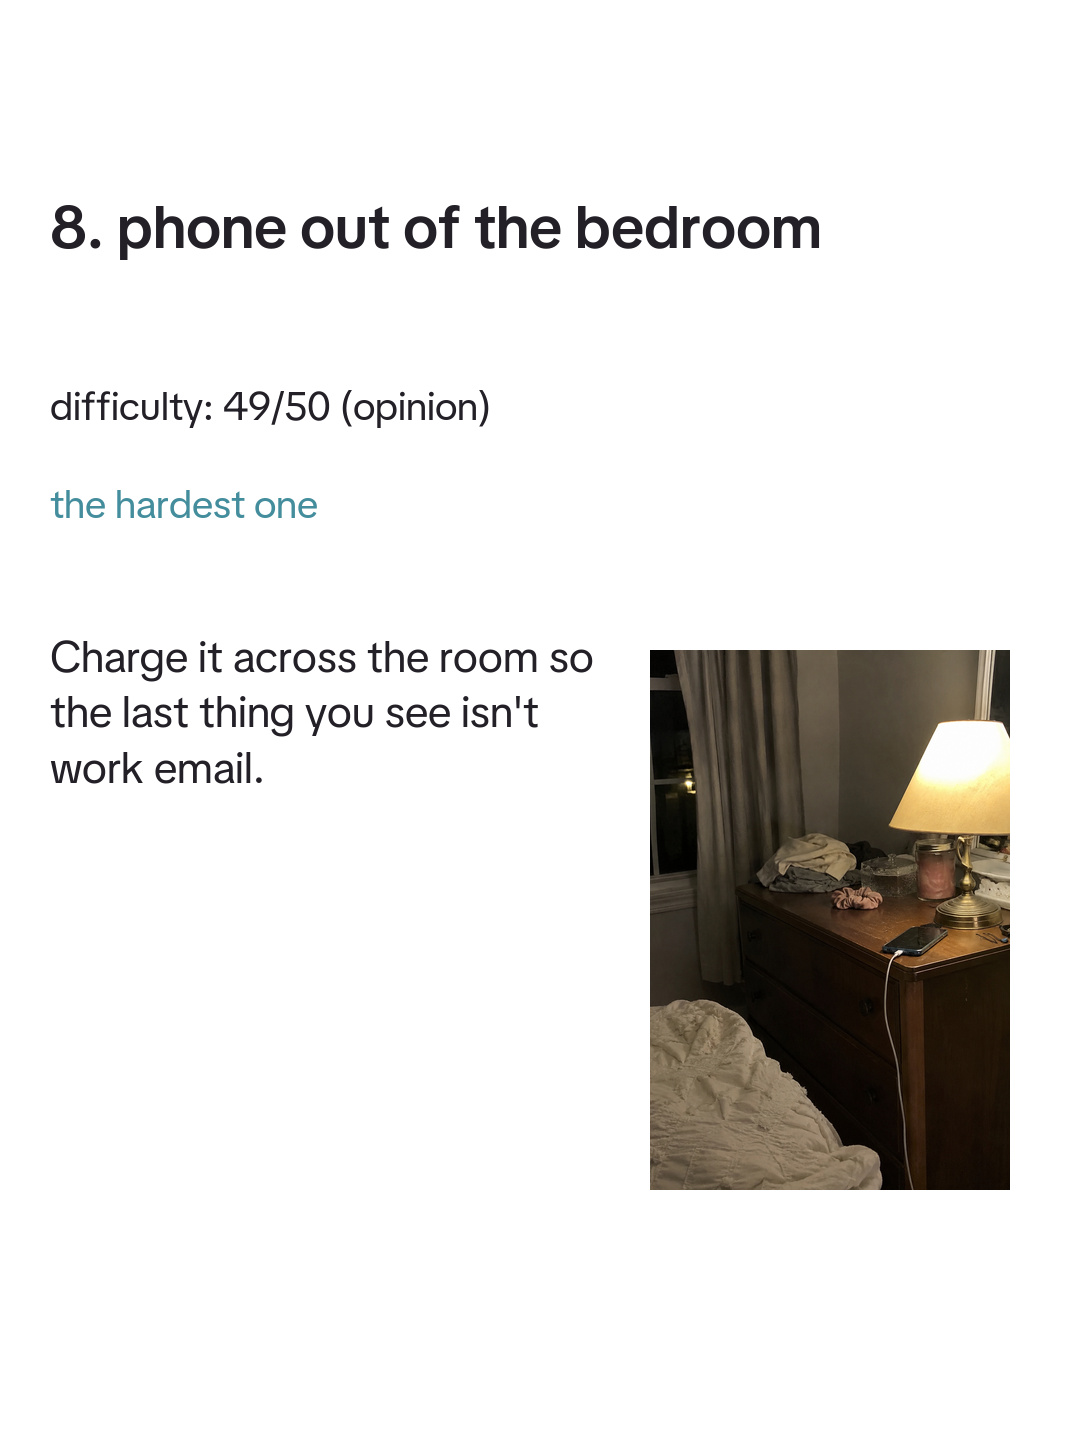 8. phone out of the bedroom
difficulty: 49/50 (opinion)
the hardest one
Charge it across the room so
the last thing you see isn't
work email.